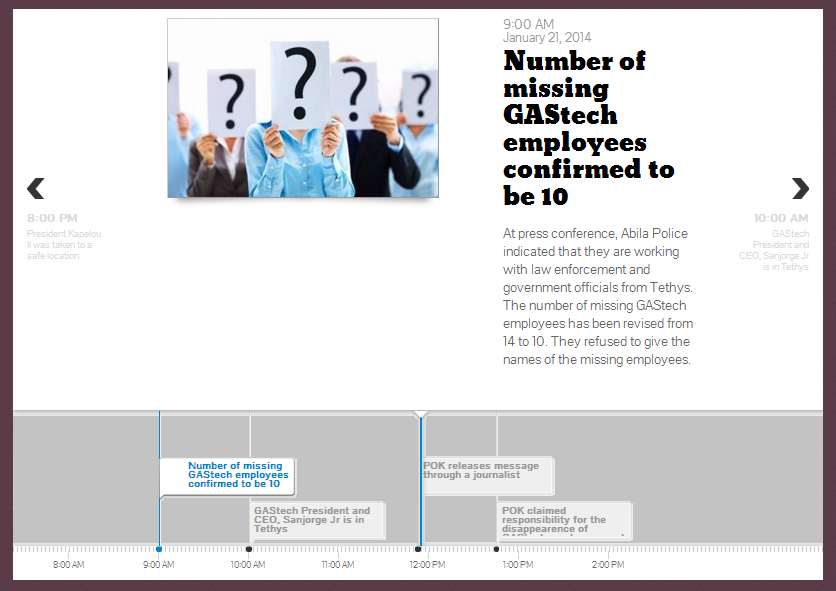 ? ? ? ?
9:00 AM
January 21, 2014
Number of
missing
GAStech
employees
confirmed to
be 10
At press conference, Abila Police
indicated that they are working
with law enforcement and
government officials from Tethys.
The number of missing GAStech
employees has been revised from
14 to 10. They refused to give the
names of the missing employees.
8:00 PM
President Kapelou
II was taken to a
safe location
10:00 AM
GAStech
President and
CEO, Sanjorge Jr
is in Tethys
Number of missing
GAStech employees
confirmed to be 10
GAStech President and
CEO, Sanjorge Jr is in
Tethys
POK releases message
through a journalist
POK claimed
responsibility for the
disappearence of
8:00 AM 9:00 AM 10:00 AM 11:00 AM 12:00 PM 1:00 PM 2:00 PM